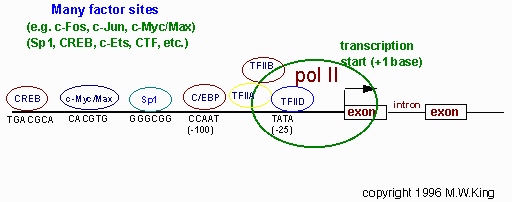 Many factor sites
(e.g. c-Fos, c-Jun, c-Myc/Max)
(Sp1, CREB, c-Ets, CTF, etc.)
transcription
start (+1 base)
TFIIB
pol II
CREB
c-Myc/Max
Sp1
C/EBP
TFIIA
TFIID
exon
intron
exon
TGACGCA
CACGTG
GGGCGG
CCAAT
(-100)
TATA
(-25)
copyright 1996 M.W.King